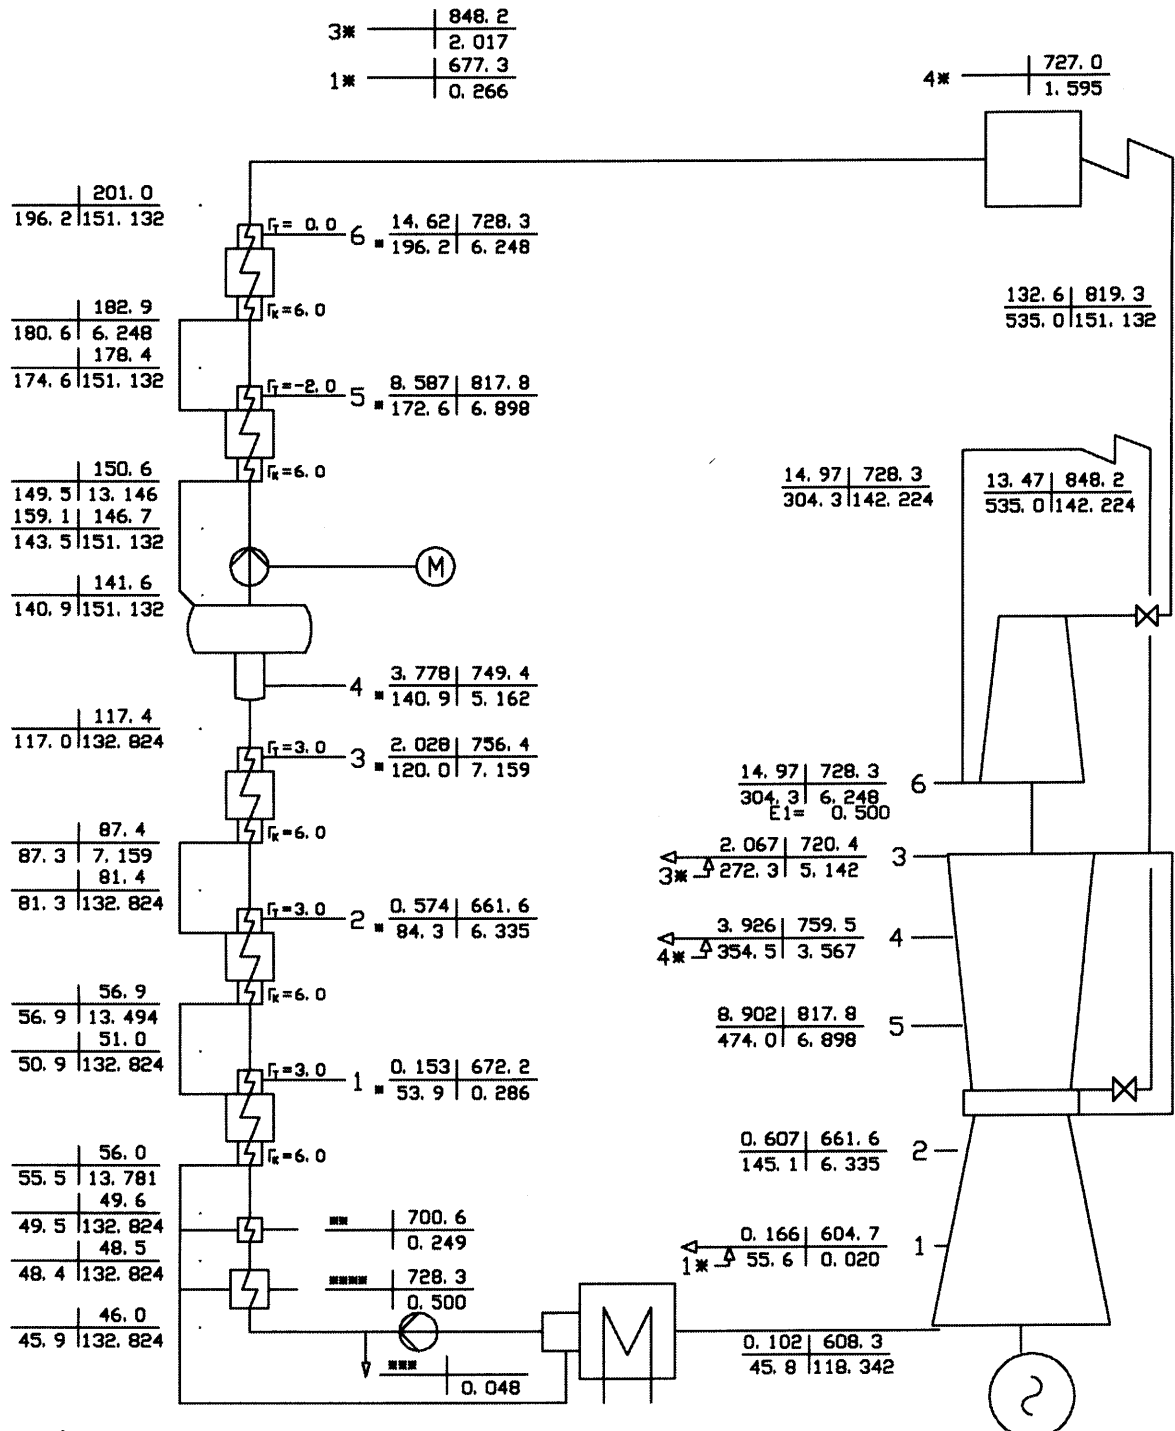 3* 848.2
2.017
1* 677.3
0.266
4* 727.0
1.595
201.0
196.2 151.132
Γт= 0.0 6 * 14.62 728.3
196.2 6.248
182.9
180.6 6.248
Γк=6.0
178.4
174.6 151.132
132.6 819.3
535.0 151.132
Γт=-2.0 5 * 8.587 817.8
172.6 6.898
150.6
149.5 13.146
Γк=6.0
159.1 146.7
143.5 151.132
14.97 728.3
304.3 142.224
13.47 848.2
535.0 142.224
M
141.6
140.9 151.132
4 * 3.778 749.4
140.9 5.162
117.4
117.0 132.824
Γт=3.0 3 * 2.028 756.4
120.0 7.159
14.97 728.3 6
304.3 6.248
E1= 0.500
87.4
87.3 7.159
Γк=6.0
2.067 720.4 3
3* 272.3 5.142
81.4
81.3 132.824
Γт=3.0 2 * 0.574 661.6
84.3 6.335
3.926 759.5 4
4* 354.5 3.567
56.9
56.9 13.494
Γк=6.0
8.902 817.8 5
474.0 6.898
51.0
50.9 132.824
Γт=3.0 1 * 0.153 672.2
53.9 0.286
56.0
55.5 13.781
Γк=6.0
0.607 661.6 2
145.1 6.335
49.6
49.5 132.824
** 700.6
0.249
0.166 604.7 1
1* 55.6 0.020
48.5
48.4 132.824
**** 728.3
0.500
46.0
45.9 132.824
0.102 608.3
45.8 118.342
***
0.048